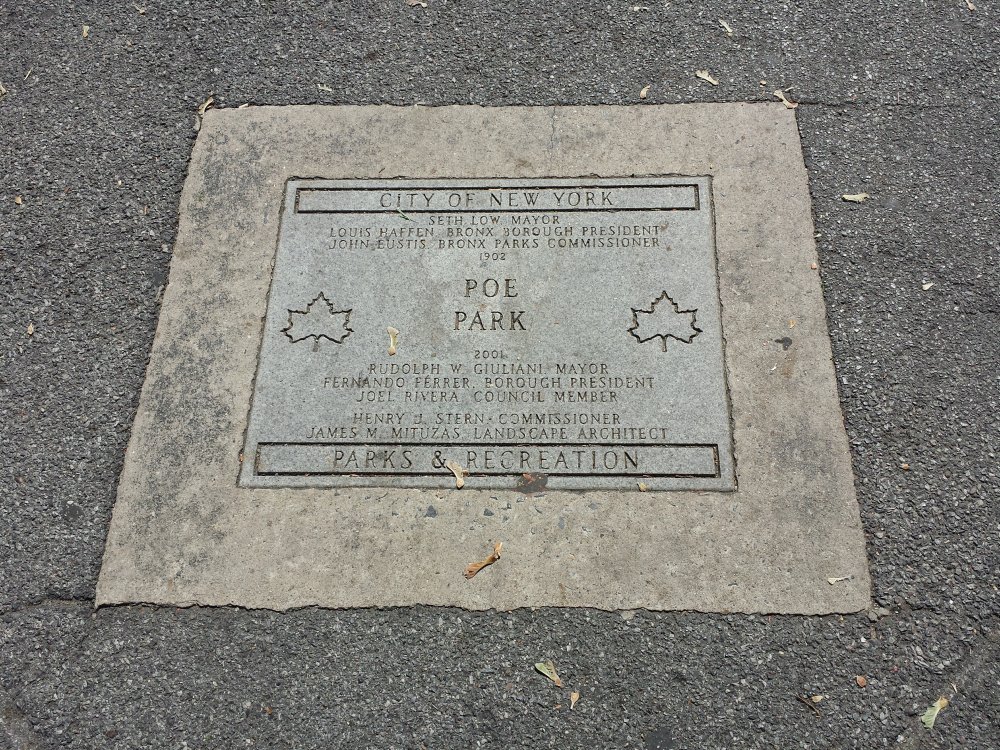 CITY OF NEW YORK
SETH LOW, MAYOR
LOUIS HAFFEN, BRONX BOROUGH PRESIDENT
JOHN EUSTIS, BRONX PARKS COMMISSIONER
1902
POE
PARK
2001
RUDOLPH W. GIULIANI, MAYOR
FERNANDO FERRER, BOROUGH PRESIDENT
JOEL RIVERA, COUNCIL MEMBER
HENRY J. STERN, COMMISSIONER
JAMES M. MITUZAS, LANDSCAPE ARCHITECT
PARKS & RECREATION